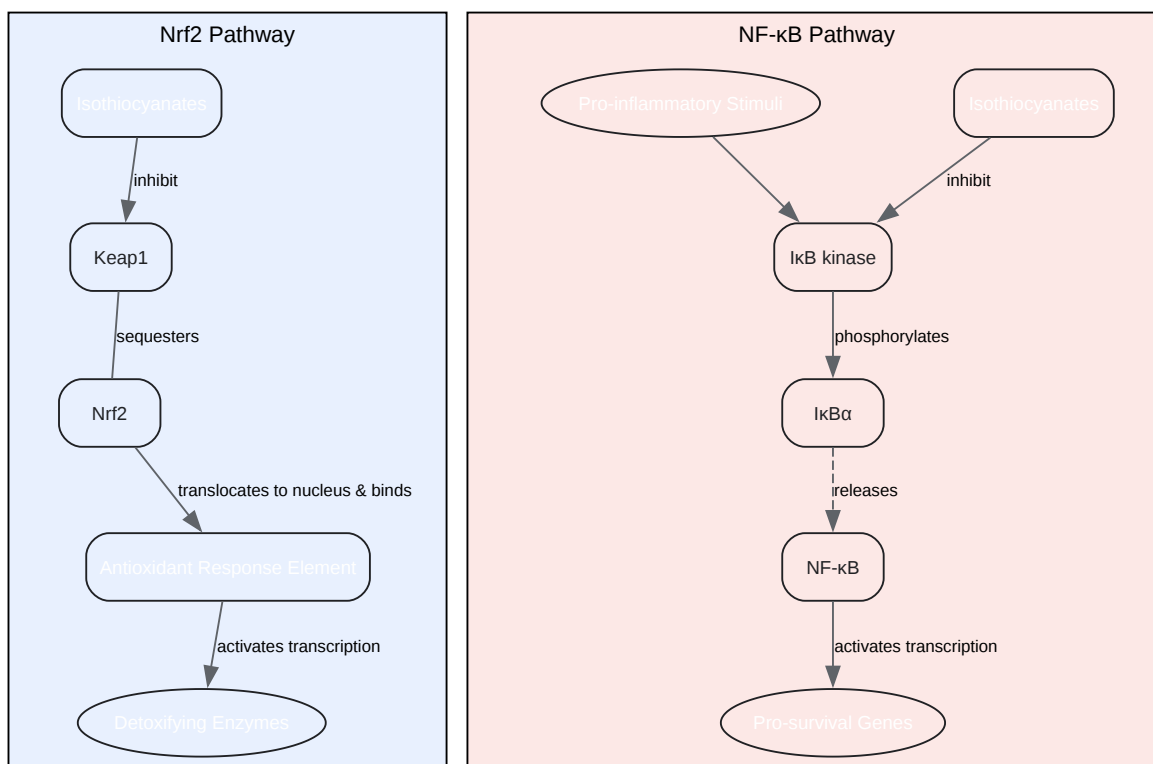 Nrf2 Pathway
Isothiocyanates
inhibit
Keap1
sequesters
Nrf2
translocates to nucleus & binds
Antioxidant Response Element
activates transcription
Detoxifying Enzymes
NF-κB Pathway
Pro-inflammatory Stimuli
Isothiocyanates
inhibit
IκB kinase
phosphorylates
IκBα
releases
NF-κB
activates transcription
Pro-survival Genes